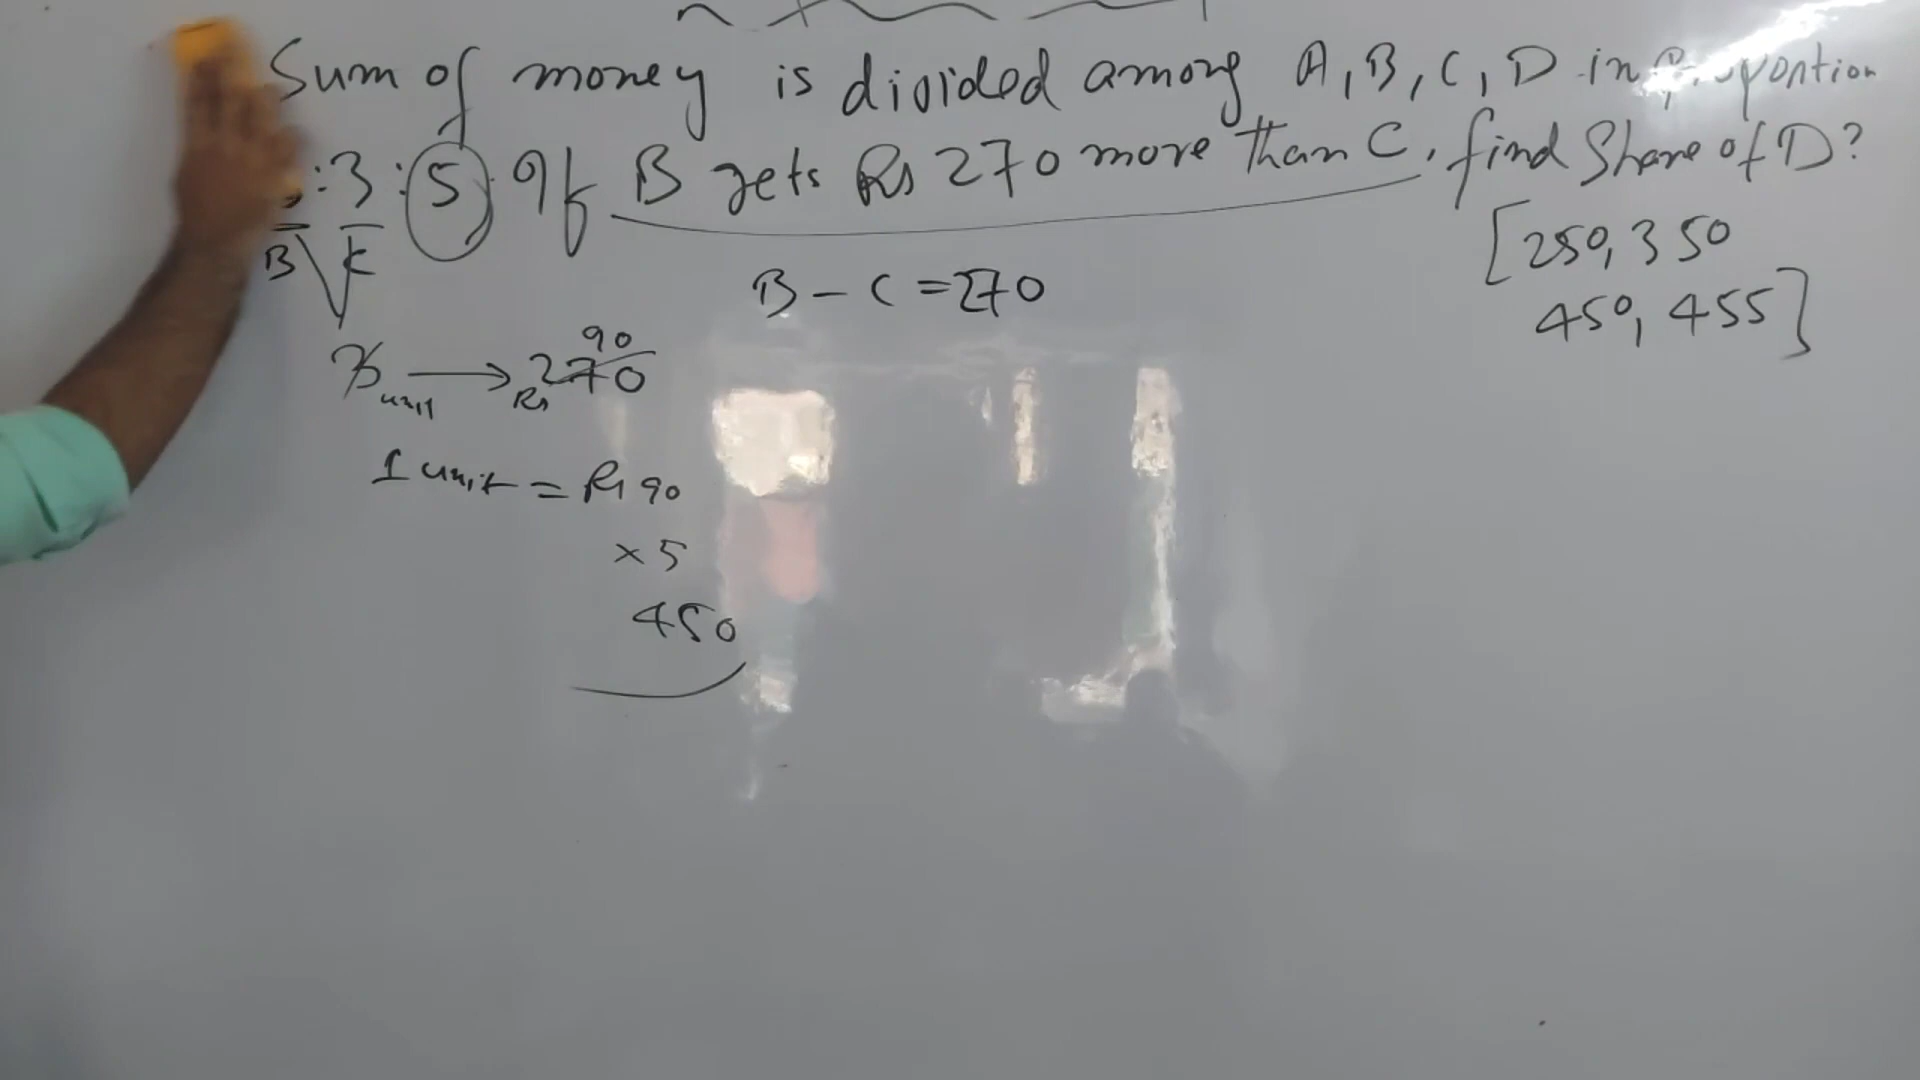 Sum of money is divided among A, B, C, D in proportion
: 3 : 5. If B gets Rs 270 more than C, find Share of D?
B C
[250, 350
450, 455]
B - C = 270
90
3 unit → Rs 270
1 unit = Rs 90
× 5
450